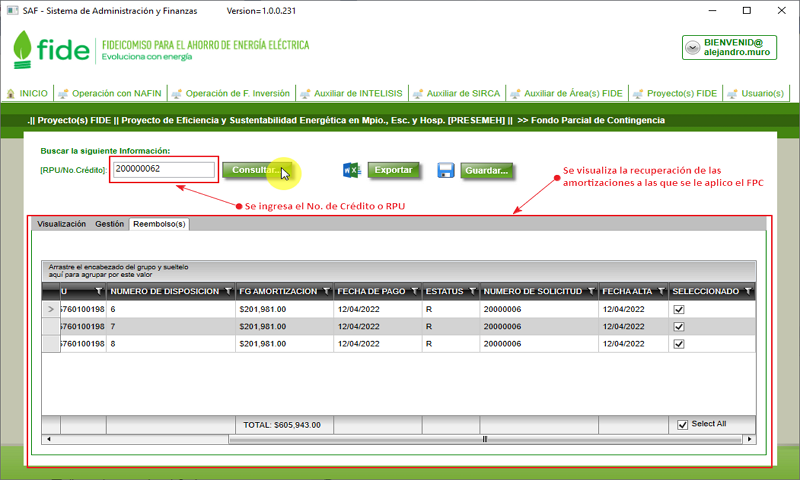 SAF - Sistema de Administración y Finanzas Version=1.0.0.231
fide
FIDEICOMISO PARA EL AHORRO DE ENERGÍA ELÉCTRICA
Evoluciona con energía
BIENVENID@
alejandro.muro
INICIO Operación con NAFIN Operación de F. Inversión Auxiliar de INTELISIS Auxiliar de SIRCA Auxiliar de Área(s) FIDE Proyecto(s) FIDE Usuario(s)
.|| Proyecto(s) FIDE || Proyecto de Eficiencia y Sustentabilidad Energética en Mpio., Esc. y Hosp. [PRESEMEH] || >> Fondo Parcial de Contingencia
Buscar la siguiente Información:
[RPU/No.Crédito]: 200000062 Consultar... Exportar Guardar...
Se visualiza la recuperación de las
amortizaciones a las que se le aplico el FPC
Se ingresa el No. de Crédito o RPU
Visualización Gestión Reembolso(s)
Arrastre el encabezado del grupo y sueltelo
aquí para agrupar por este valor
U NUMERO DE DISPOSICION FG AMORTIZACION FECHA DE PAGO ESTATUS NUMERO DE SOLICITUD FECHA ALTA SELECCIONADO
5760100198 6 $201,981.00 12/04/2022 R 20000006 12/04/2022
5760100198 7 $201,981.00 12/04/2022 R 20000006 12/04/2022
5760100198 8 $201,981.00 12/04/2022 R 20000006 12/04/2022
TOTAL: $605,943.00 Select All